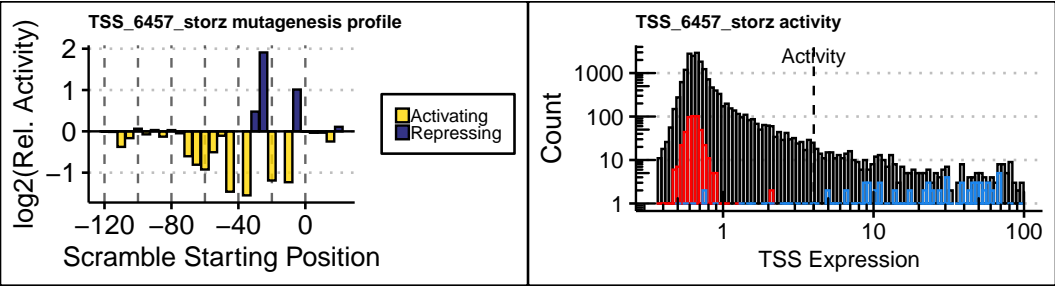 TSS_6457_storz mutagenesis profile
log2(Rel. Activity)
2
1
0
−1
−120
−80
−40
0
Scramble Starting Position
Activating
Repressing
TSS_6457_storz activity
Activity
Count
1000
100
10
1
1
10
100
TSS Expression